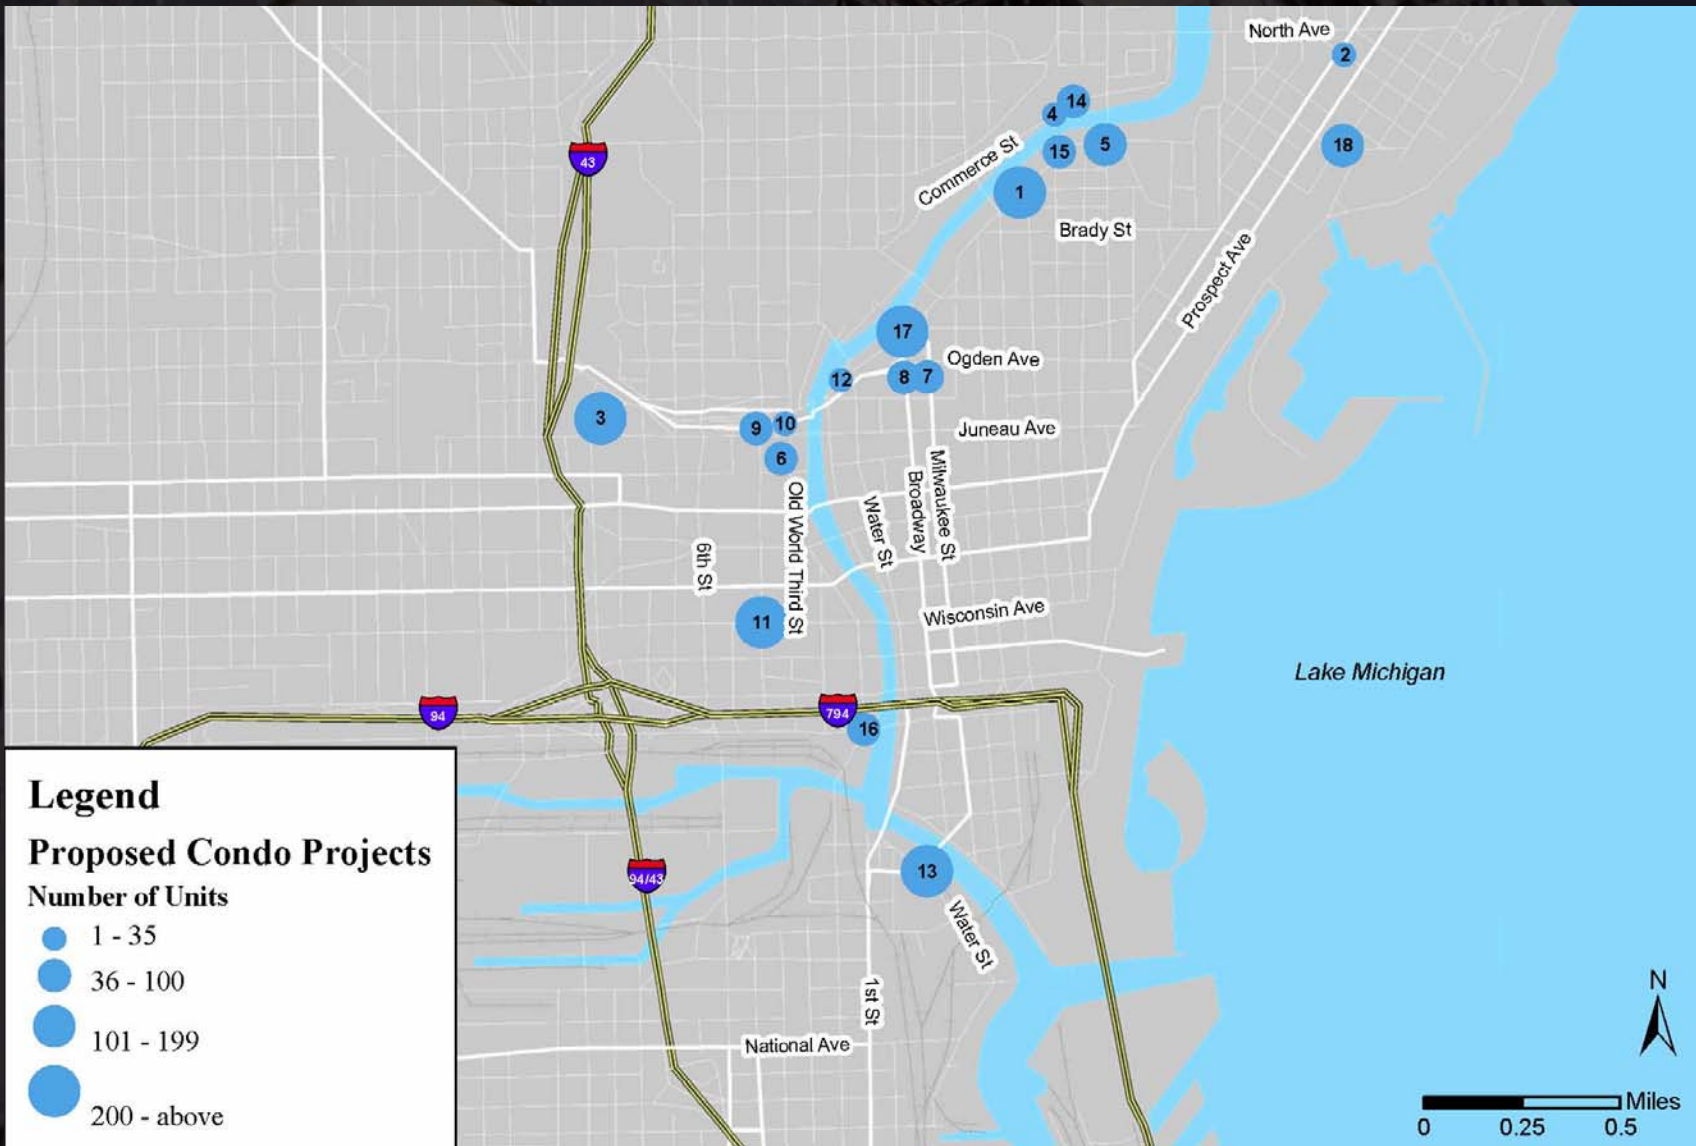 North Ave
2
14
4
43
15
5
18
Commerce St
1
Brady St
Prospect Ave
17
Ogden Ave
12
8
7
3
9
10
Juneau Ave
6
Milwaukee St
Broadway
Old World Third St
Water St
6th St
Wisconsin Ave
11
Lake Michigan
94
794
16
Legend
Proposed Condo Projects
Number of Units
1 - 35
36 - 100
101 - 199
200 - above
94/43
13
Water St
1st St
National Ave
N
Miles
0 0.25 0.5